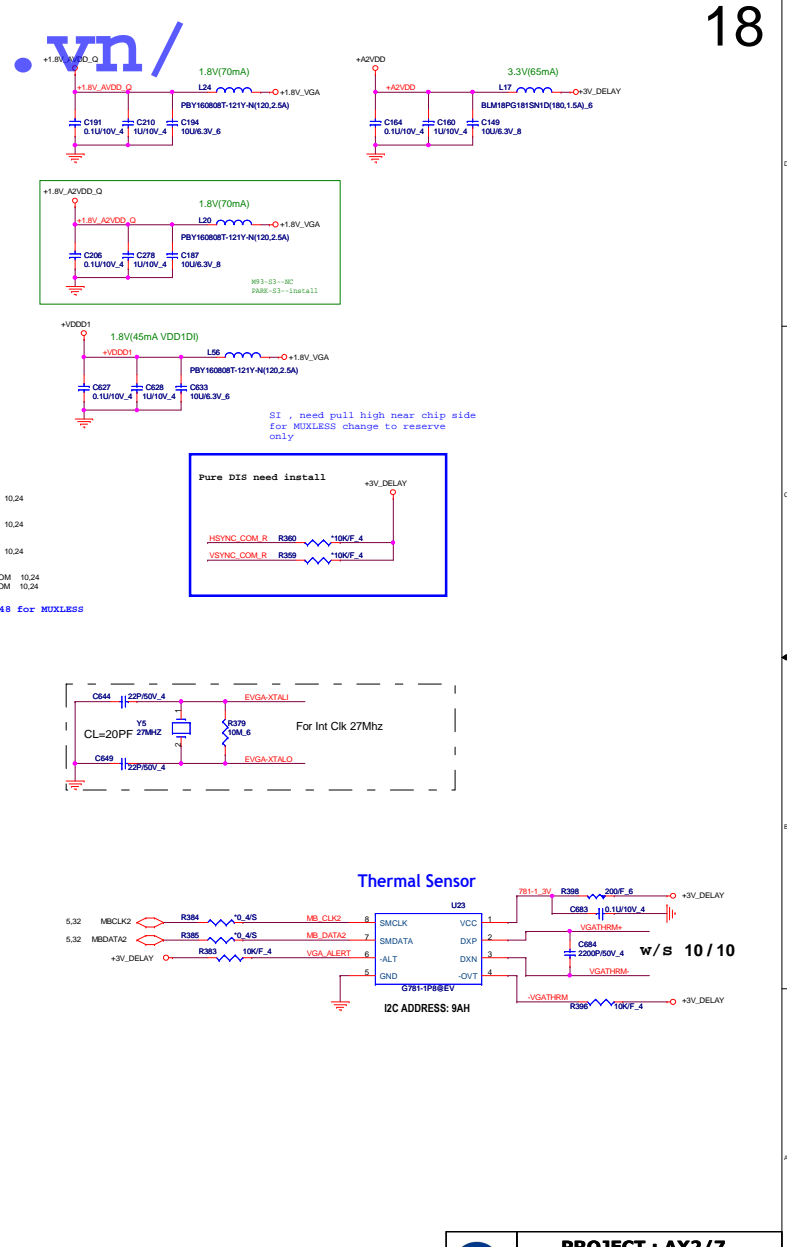 18
.vn/
+1.8V_AVDD_Q
1.8V(70mA)
+1.8V_AVDD_Q
L24
+1.8V_VGA
PBY160808T-121Y-N(120,2.5A)
C191
0.1U/10V_4
C210
1U/10V_4
C194
10U/6.3V_6
+A2VDD
3.3V(65mA)
+A2VDD
L17
+3V_DELAY
BLM18PG181SN1D(180,1.5A)_6
C164
0.1U/10V_4
C160
1U/10V_4
C149
10U/6.3V_8
+1.8V_A2VDD_Q
1.8V(70mA)
+1.8V_A2VDD_Q
L20
+1.8V_VGA
PBY160808T-121Y-N(120,2.5A)
C206
0.1U/10V_4
C278
1U/10V_4
C187
10U/6.3V_8
M93-S3--NC
PARK-S3--install
+VDDD1
1.8V(45mA VDD1DI)
+VDDD1
L56
+1.8V_VGA
PBY160808T-121Y-N(120,2.5A)
C627
0.1U/10V_4
C628
1U/10V_4
C633
10U/6.3V_6
SI , need pull high near chip side
for MUXLESS change to reserve
only
Pure DIS need install
+3V_DELAY
HSYNC_COM_R R360 *10K/F_4
VSYNC_COM_R R359 *10K/F_4
10,24
10,24
10,24
OM 10,24
OM 10,24
48 for MUXLESS
C644 22P/50V_4 EVGA-XTALI
CL=20PF
Y5
27MHZ
1
2
R379
10M_6
For Int Clk 27Mhz
C649 22P/50V_4 EVGA-XTALO
Thermal Sensor
U23
5,32 MBCLK2 R384 *0_4/S MB_CLK2 8 SMCLK VCC 1
5,32 MBDATA2 R385 *0_4/S MB_DATA2 7 SMDATA DXP 2
+3V_DELAY R383 10K/F_4 VGA_ALERT 6 -ALT DXN 3
5 GND -OVT 4
G781-1P8@EV
I2C ADDRESS: 9AH
781-1_3V R398 200/F_6 +3V_DELAY
C683 0.1U/10V_4
VGATHRM+
C684
2200P/50V_4
w/s 10/10
VGATHRM-
-VGATHRM
R396 10K/F_4
+3V_DELAY
D
C
B
A
PROJECT : AX2/7